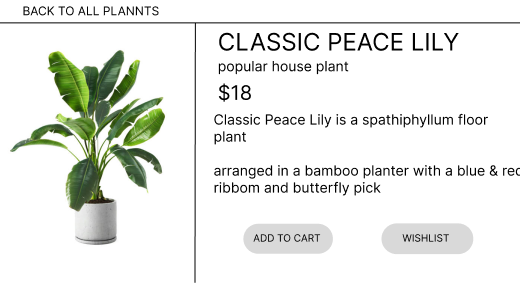 BACK TO ALL PLANNTS
CLASSIC PEACE LILY
popular house plant
$18
Classic Peace Lily is a spathiphyllum floor
plant
arranged in a bamboo planter with a blue & red
ribbom and butterfly pick
ADD TO CART
WISHLIST